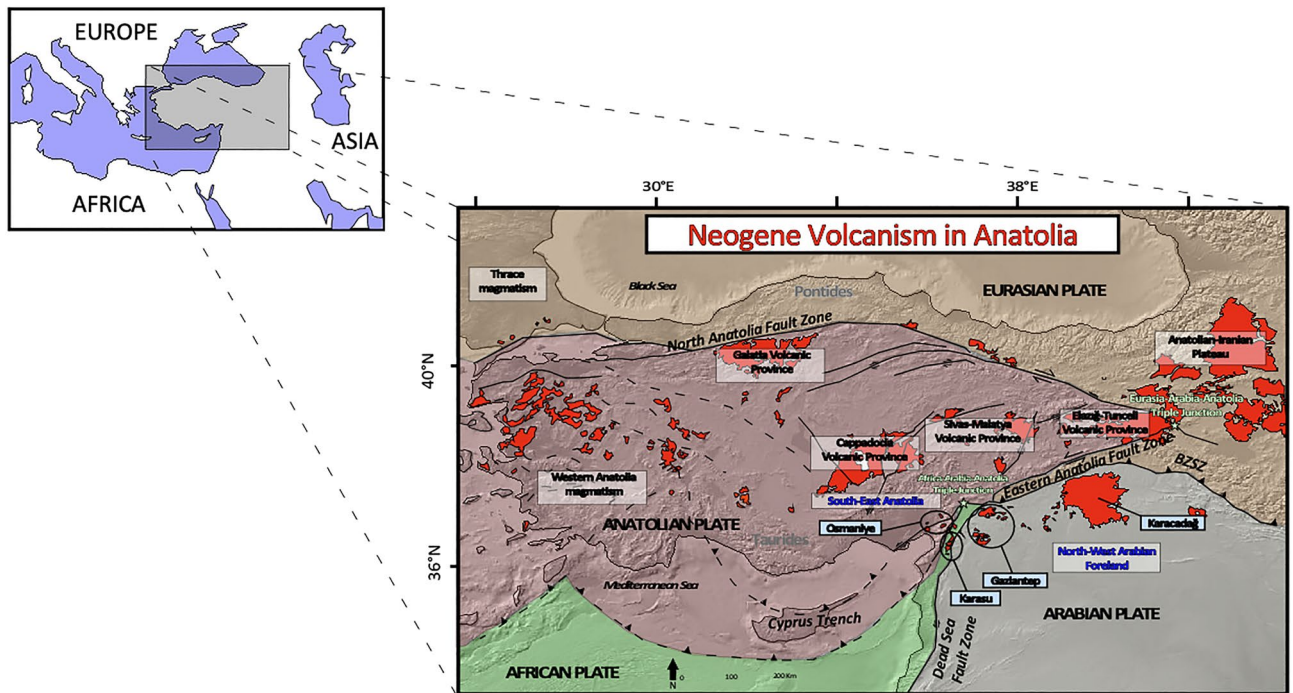 EUROPE
ASIA
AFRICA
30°E
38°E
Neogene Volcanism in Anatolia
Thrace
magmatism
Black Sea
Pontides
EURASIAN PLATE
North Anatolia Fault Zone
40°N
Galatia Volcanic
Province
Anatolian-Iranian
Plateau
Eurasia-Arabia-Anatolia
Triple Junction
Elazığ-Tunceli
Volcanic Province
Sivas-Malatya
Volcanic Province
Cappadocia
Volcanic Province
Western Anatolia
magmatism
Africa-Arabia-Anatolia
Triple Junction
Eastern Anatolia Fault Zone
BZSZ
South-East Anatolia
ANATOLIAN PLATE
Osmaniye
Karacadağ
Taurides
North-West Arabian
Foreland
36°N
Mediterranean Sea
Gaziantep
Karasu
ARABIAN PLATE
Cyprus Trench
Dead Sea
Fault Zone
AFRICAN PLATE
N
0 100 200 Km